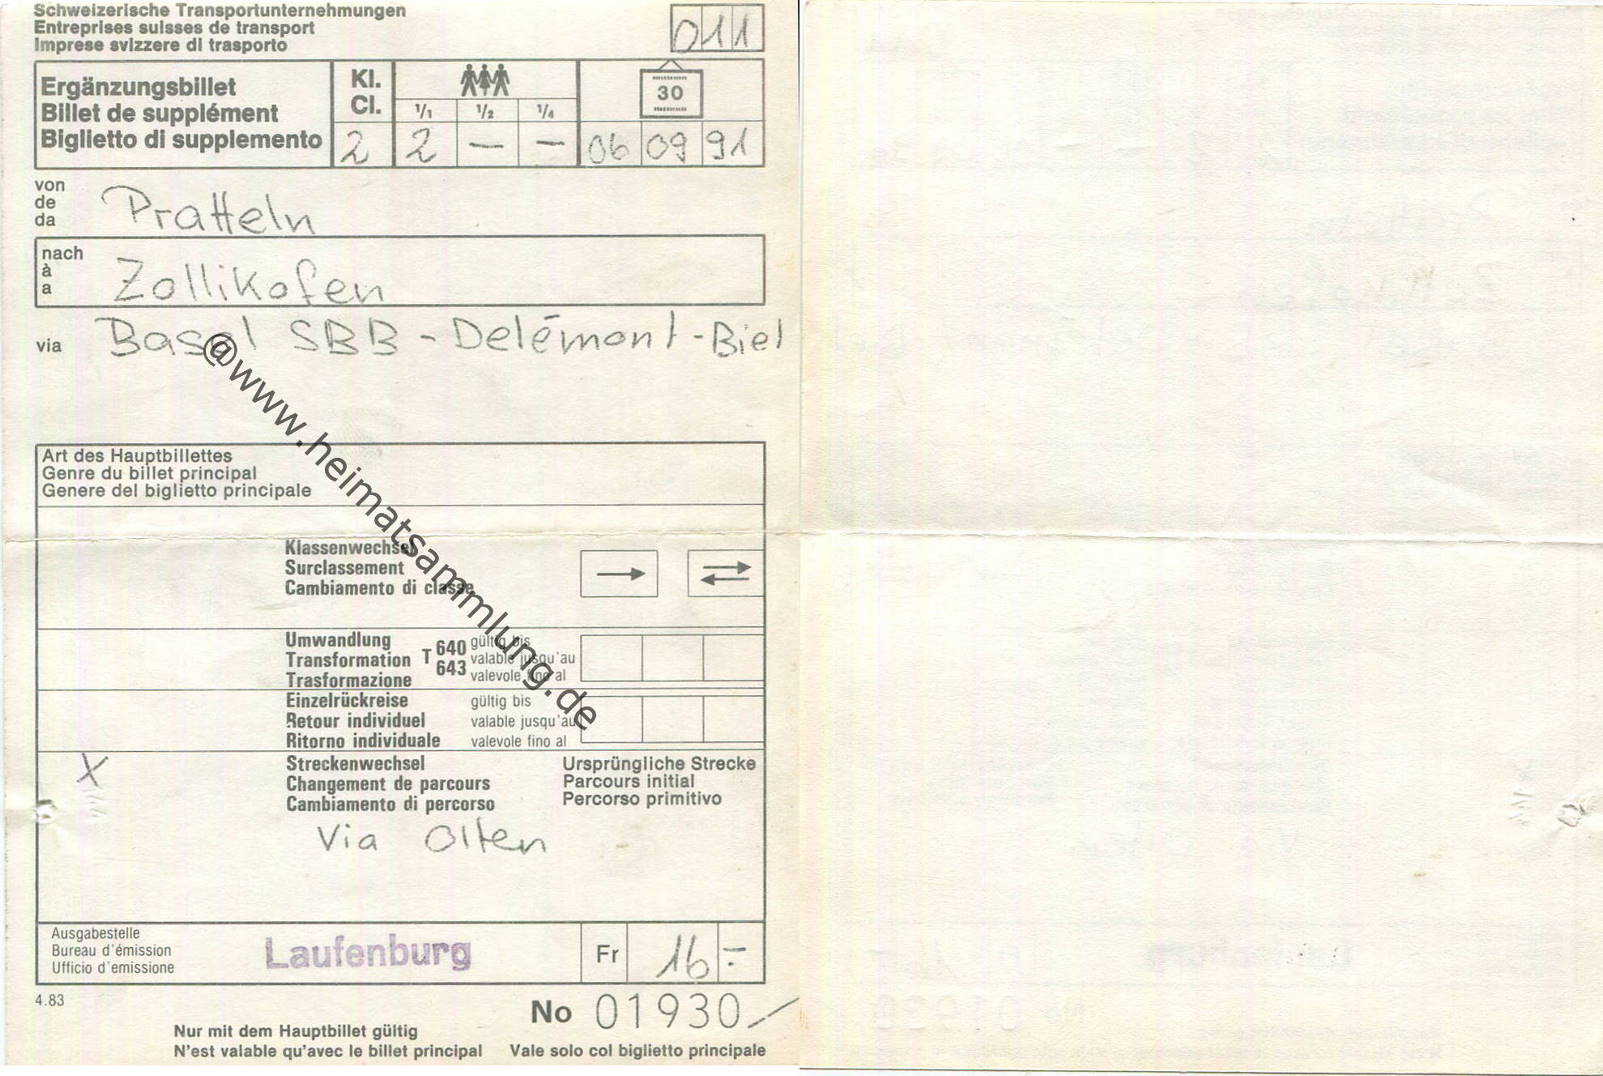 Schweizerische Transportunternehmungen
Entreprises suisses de transport
Imprese svizzere di trasporto
011
Ergänzungsbillet
Billet de supplément
Biglietto di supplemento
Kl.
Cl.
2
1/1 1/2 1/4
2 — —
30
06 09 91
von
de
da
Pratteln
nach
à
a
Zollikofen
via Basel SBB - Delémont - Biel
@www.heimatsammlung.de
Art des Hauptbillettes
Genre du billet principal
Genere del biglietto principale
Klassenwechsel
Surclassement
Cambiamento di classe
Umwandlung
Transformation
Trasformazione
T 640
643
gültig bis
valable jusqu'au
valevole fino al
Einzelrückreise
Retour individuel
Ritorno individuale
gültig bis
valable jusqu'au
valevole fino al
X
Streckenwechsel
Changement de parcours
Cambiamento di percorso
Ursprüngliche Strecke
Parcours initial
Percorso primitivo
Via Olten
Ausgabestelle
Bureau d'émission
Ufficio d'emissione
Laufenburg
Fr 16 -.-
4.83
No 01930
Nur mit dem Hauptbillet gültig
N'est valable qu'avec le billet principal Vale solo col biglietto principale